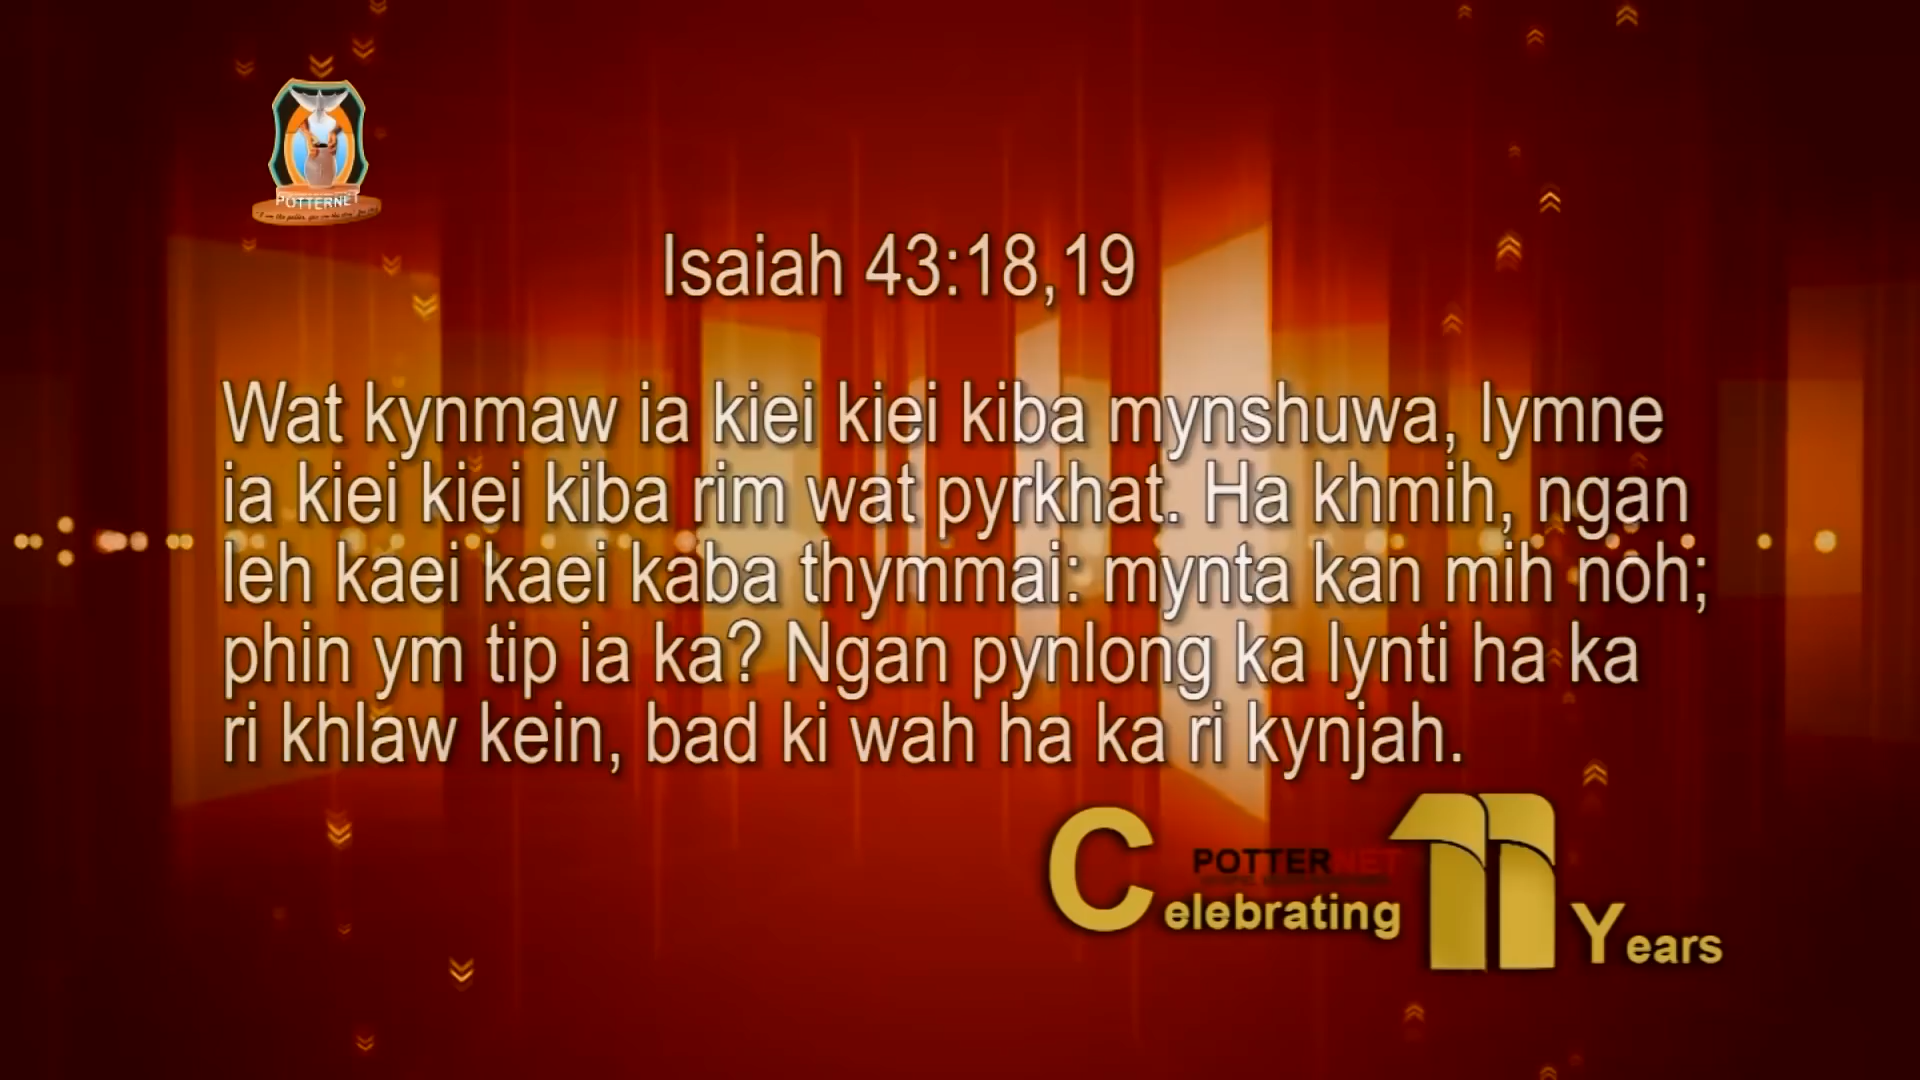 POTTERNET
Isaiah 43:18,19
Wat kynmaw ia kiei kiei kiba mynshuwa, lymne
ia kiei kiei kiba rim wat pyrkhat. Ha khmih, ngan
leh kaei kaei kaba thymmai: mynta kan mih noh;
phin ym tip ia ka? Ngan pynlong ka lynti ha ka
ri khlaw kein, bad ki wah ha ka ri kynjah.
POTTERNET
Celebrating 11 Years